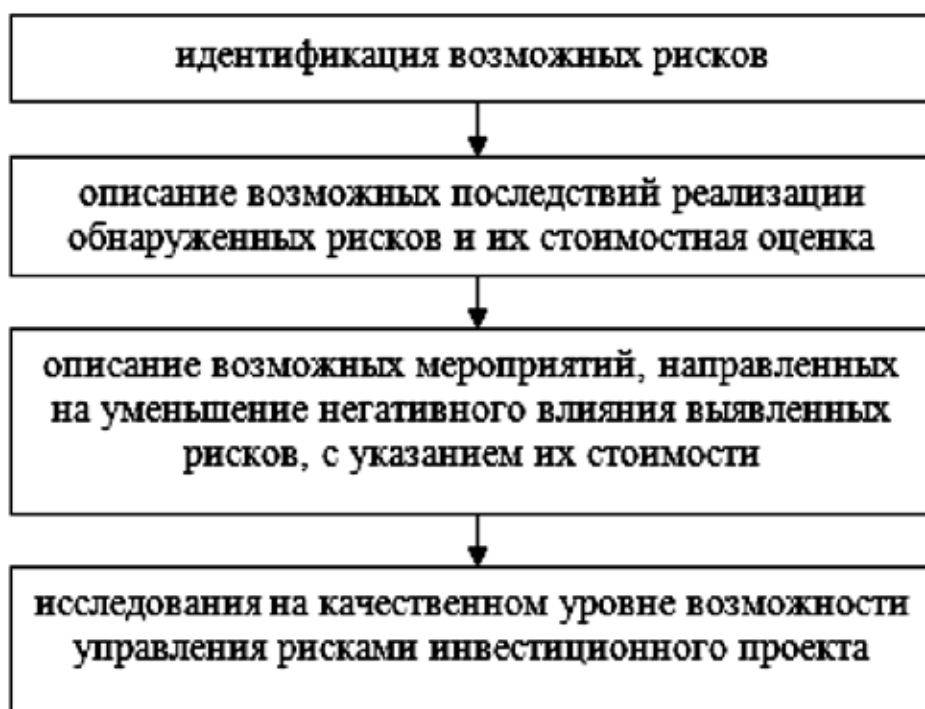 идентификация возможных рисков
описание возможных последствий реализации
обнаруженных рисков и их стоимостная оценка
описание возможных мероприятий, направленных
на уменьшение негативного влияния выявленных
рисков, с указанием их стоимости
исследования на качественном уровне возможности
управления рисками инвестиционного проекта